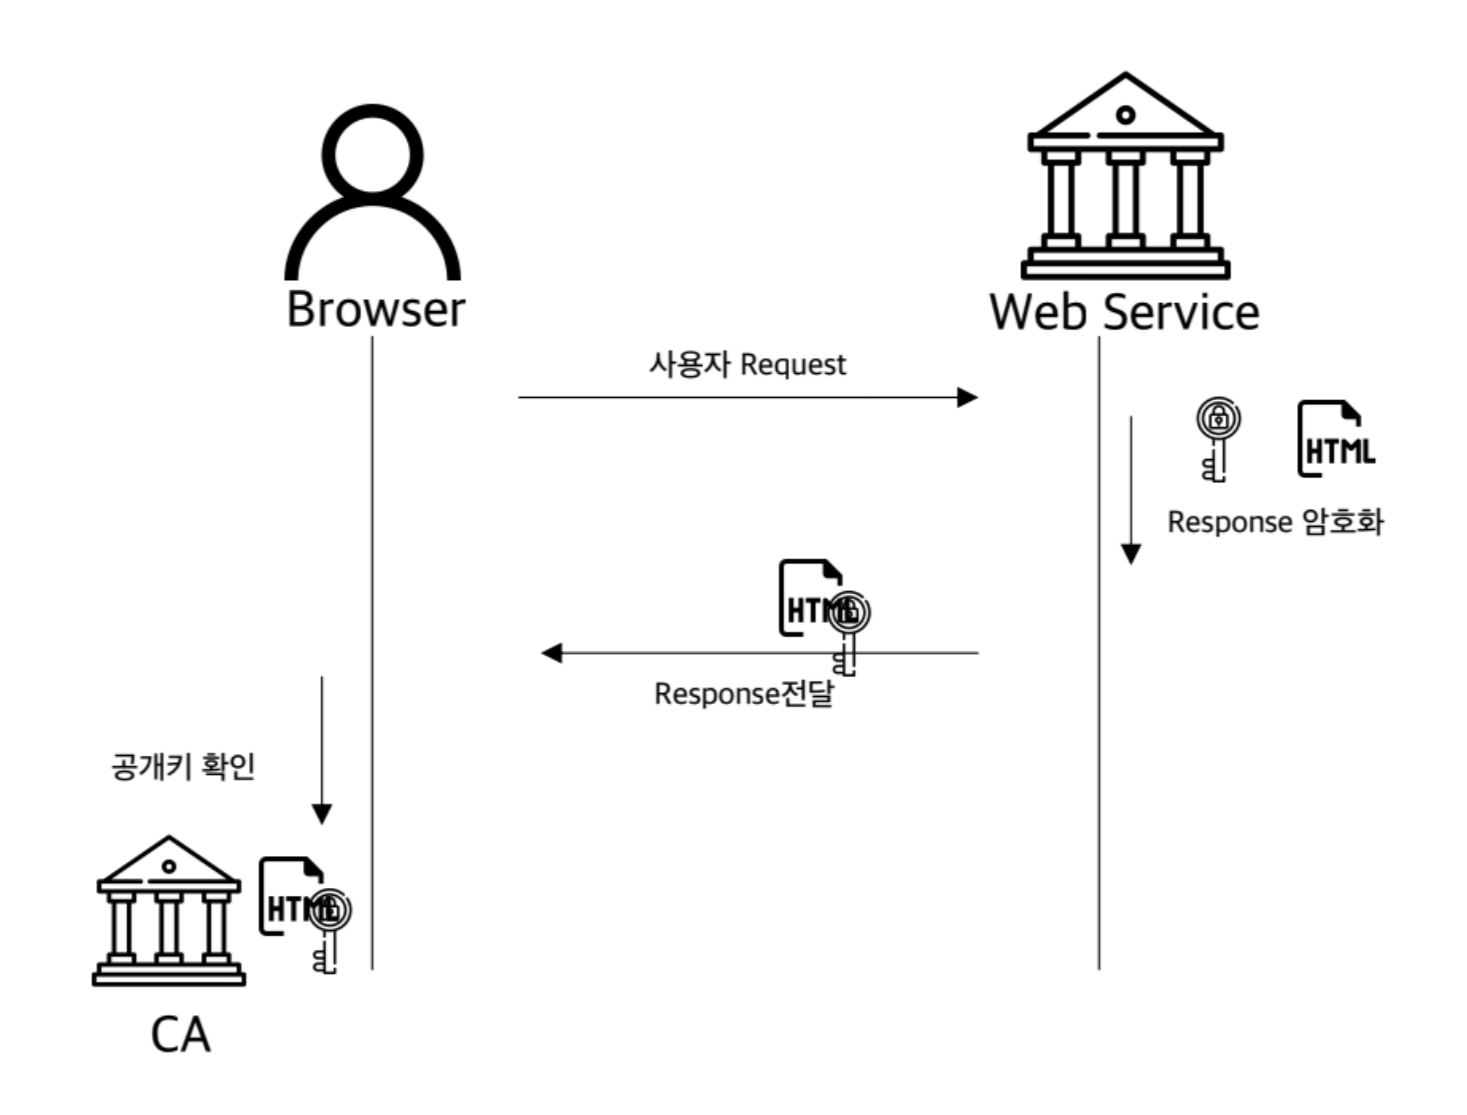 Browser
Web Service
사용자 Request
HTML
Response 암호화
HTML
Response전달
공개키 확인
HTML
CA